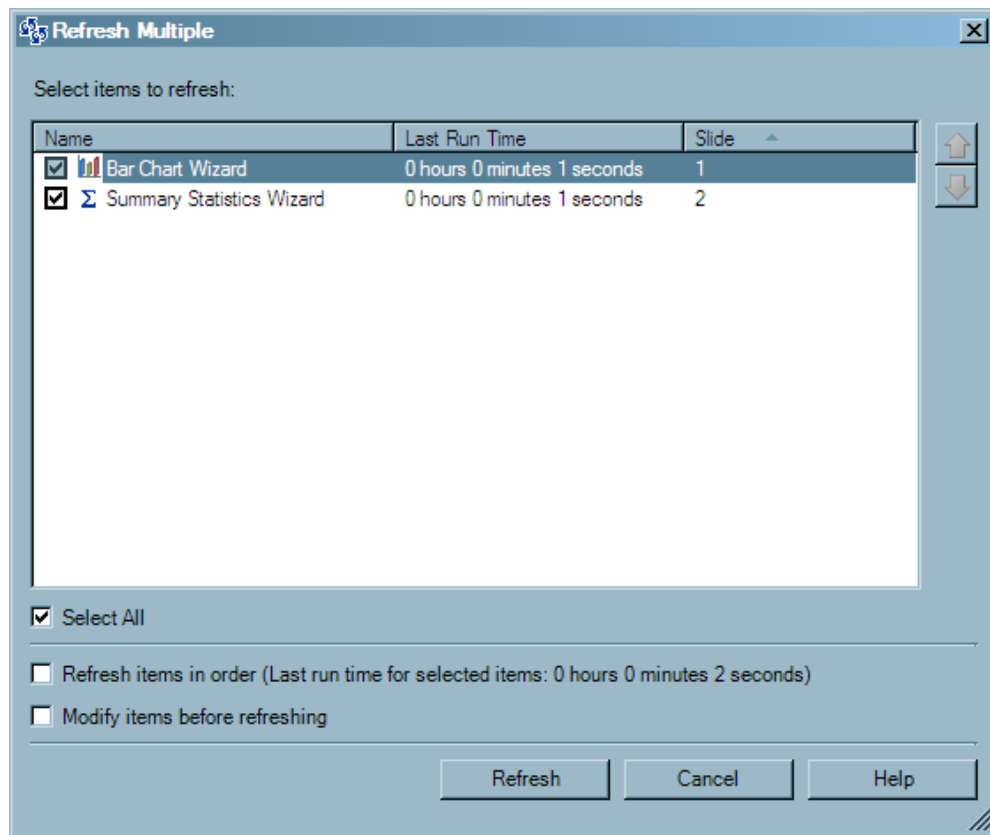 Refresh Multiple
Select items to refresh:
Name Last Run Time Slide
Bar Chart Wizard 0 hours 0 minutes 1 seconds 1
Σ Summary Statistics Wizard 0 hours 0 minutes 1 seconds 2
Select All
Refresh items in order (Last run time for selected items: 0 hours 0 minutes 2 seconds)
Modify items before refreshing
Refresh Cancel Help